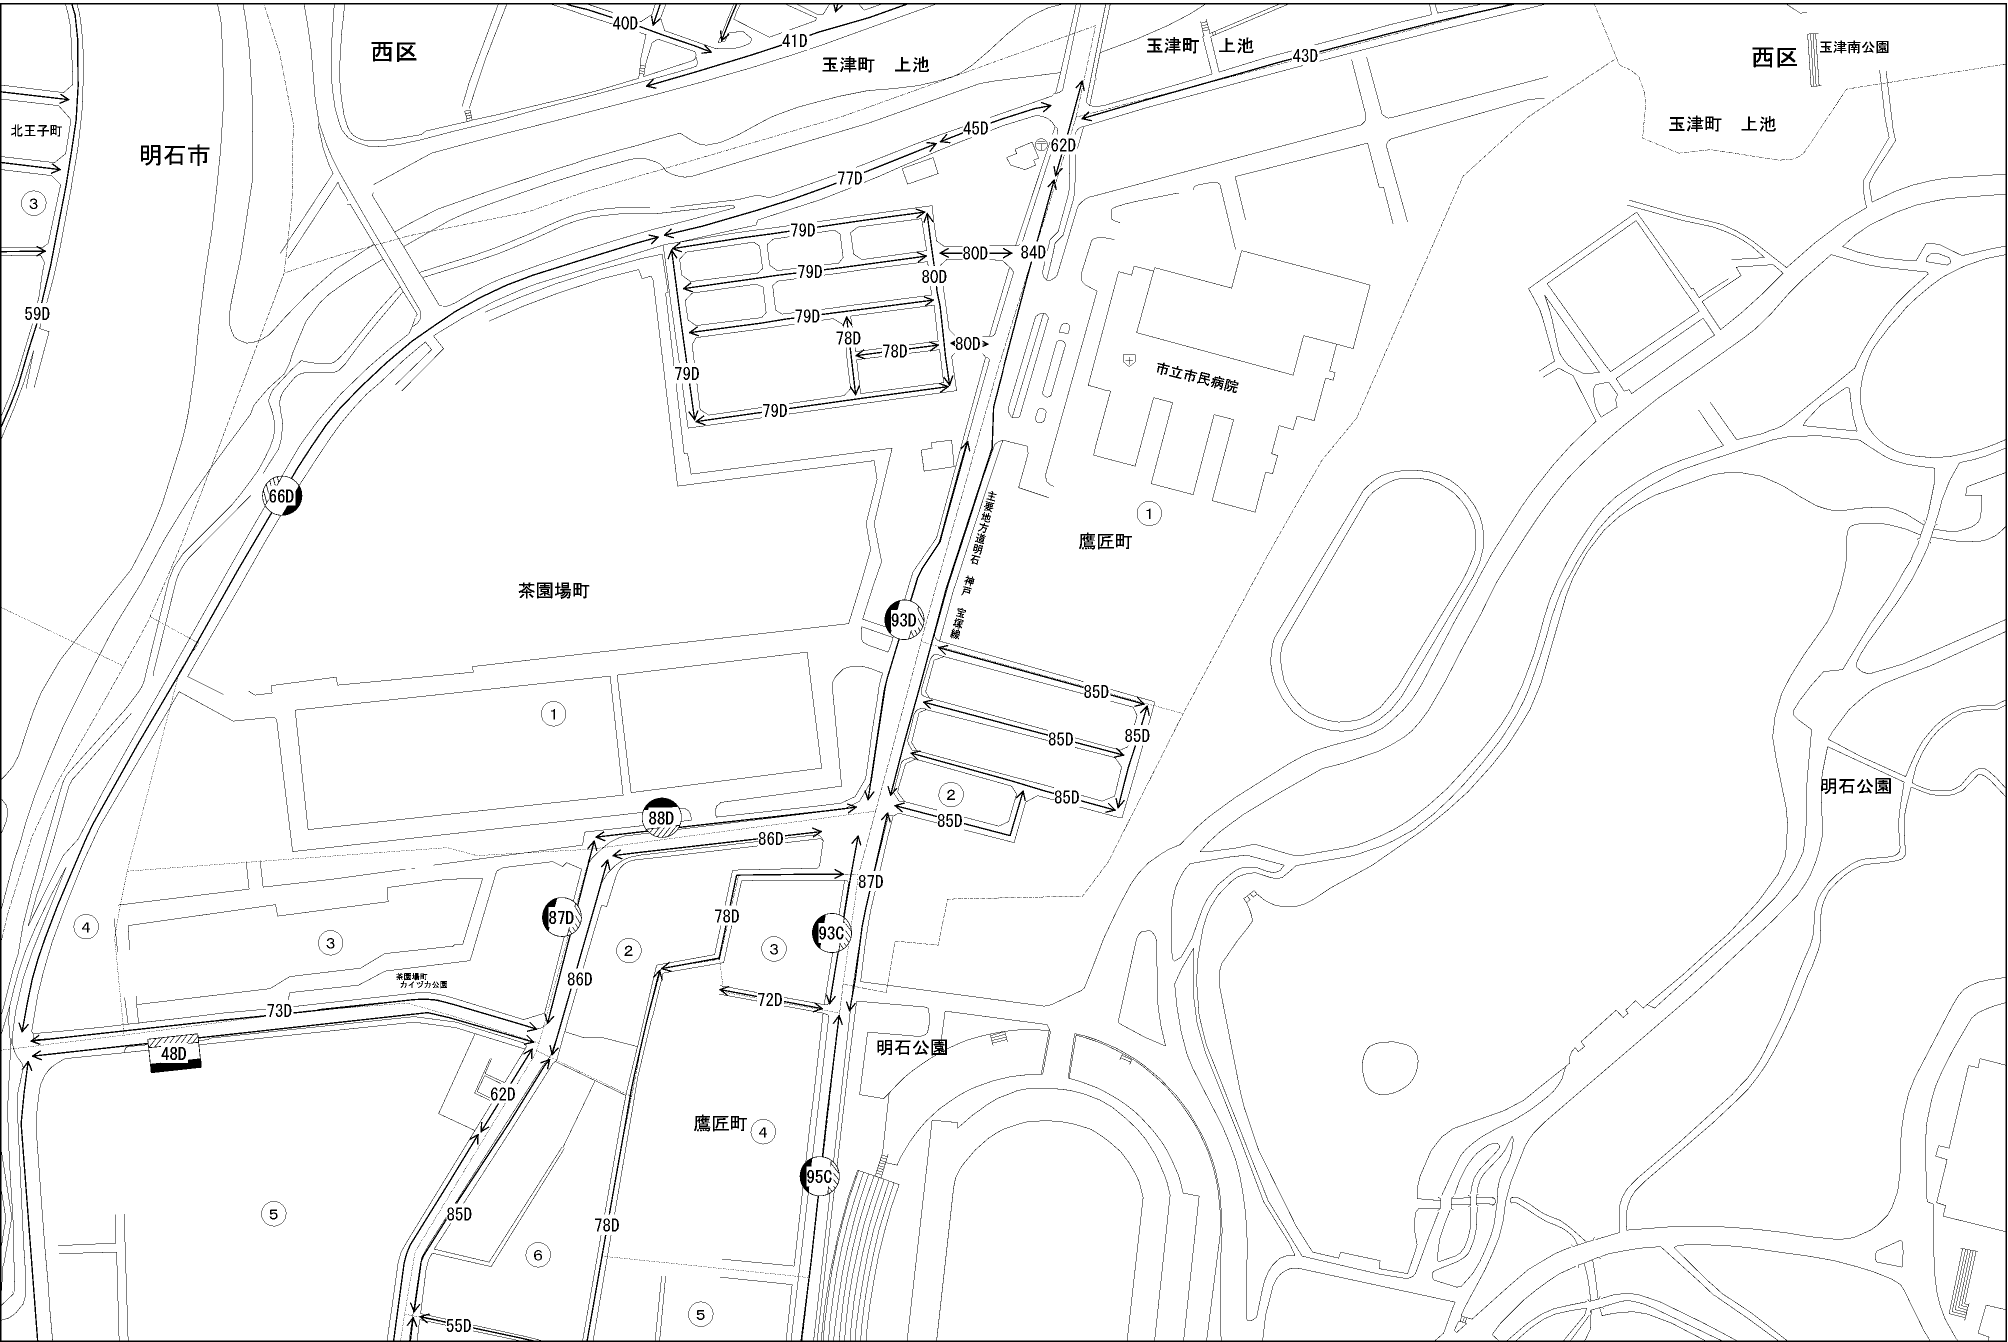 40D
41D
西区
玉津町 上池
玉津町 上池
43D
西区
玉津南公園
玉津町 上池
北王子町
明石市
45D
62D
77D
3
79D
80D
84D
79D
80D
59D
79D
78D
78D
80D
79D
市立市民病院
79D
66D
主要地方道明石 神戸 宝塚線
1
鷹匠町
茶園場町
93D
85D
1
85D
85D
明石公園
2
85D
88D
85D
86D
87D
87D
78D
4
3
93C
2
3
茶園場町
カイヅカ公園
86D
72D
73D
48D
明石公園
62D
鷹匠町
4
95C
5
85D
78D
6
5
55D